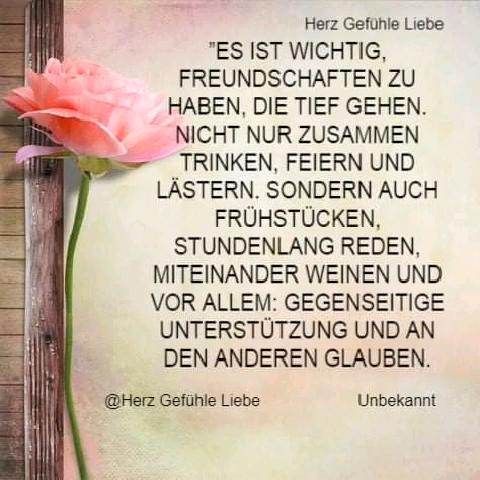 Herz Gefühle Liebe
"ES IST WICHTIG,
FREUNDSCHAFTEN ZU
HABEN, DIE TIEF GEHEN.
NICHT NUR ZUSAMMEN
TRINKEN, FEIERN UND
LÄSTERN. SONDERN AUCH
FRÜHSTÜCKEN,
STUNDENLANG REDEN,
MITEINANDER WEINEN UND
VOR ALLEM: GEGENSEITIGE
UNTERSTÜTZUNG UND AN
DEN ANDEREN GLAUBEN.
@Herz Gefühle Liebe Unbekannt